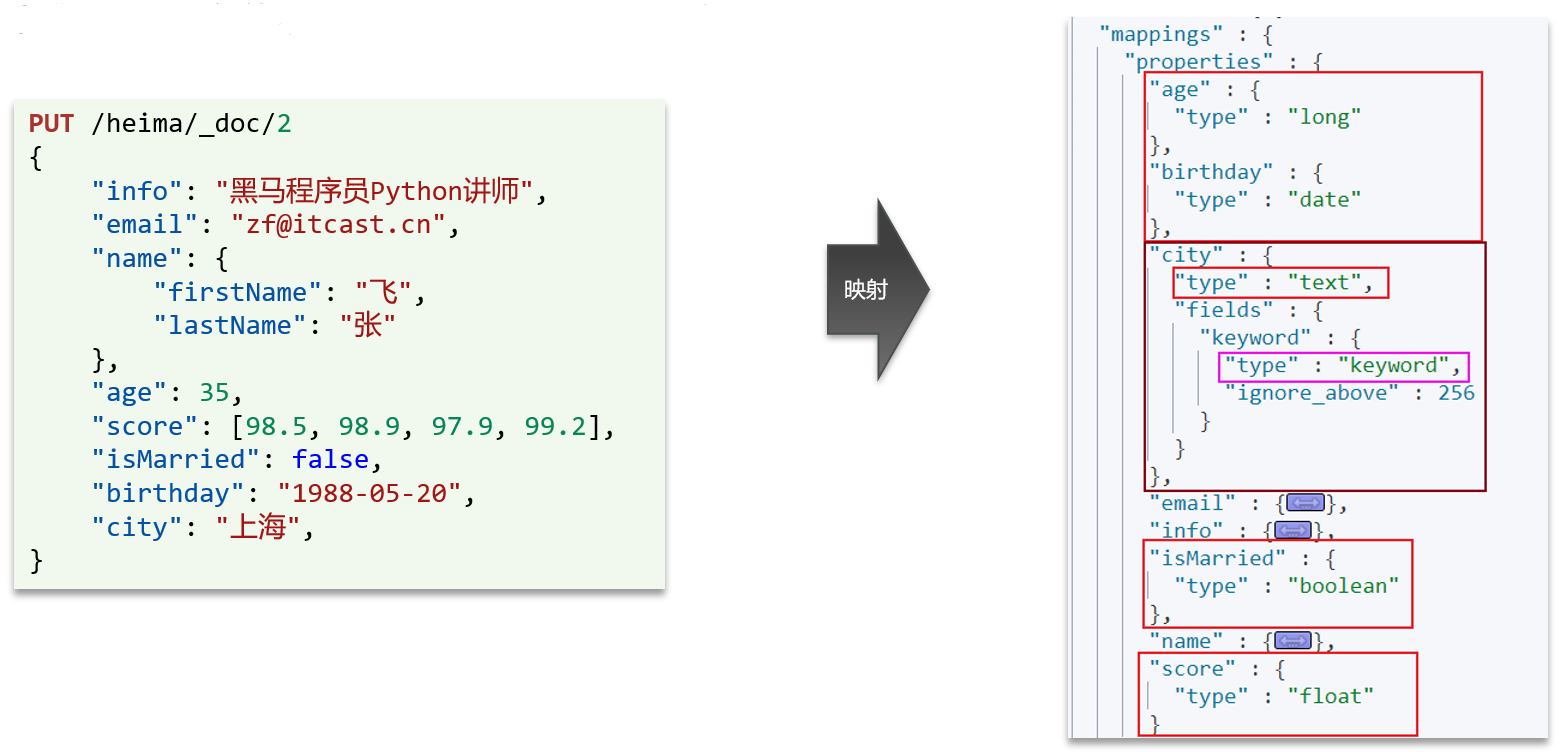 PUT /heima/_doc/2
{
    "info": "黑马程序员Python讲师",
    "email": "zf@itcast.cn",
    "name": {
        "firstName": "飞",
        "lastName": "张"
    },
    "age": 35,
    "score": [98.5, 98.9, 97.9, 99.2],
    "isMarried": false,
    "birthday": "1988-05-20",
    "city": "上海",
}
映射
"mappings" : {
  "properties" : {
    "age" : {
      "type" : "long"
    },
    "birthday" : {
      "type" : "date"
    },
    "city" : {
      "type" : "text",
      "fields" : {
        "keyword" : {
          "type" : "keyword",
          "ignore_above" : 256
        }
      }
    },
    "email" : {},
    "info" : {},
    "isMarried" : {
      "type" : "boolean"
    },
    "name" : {},
    "score" : {
      "type" : "float"
    }